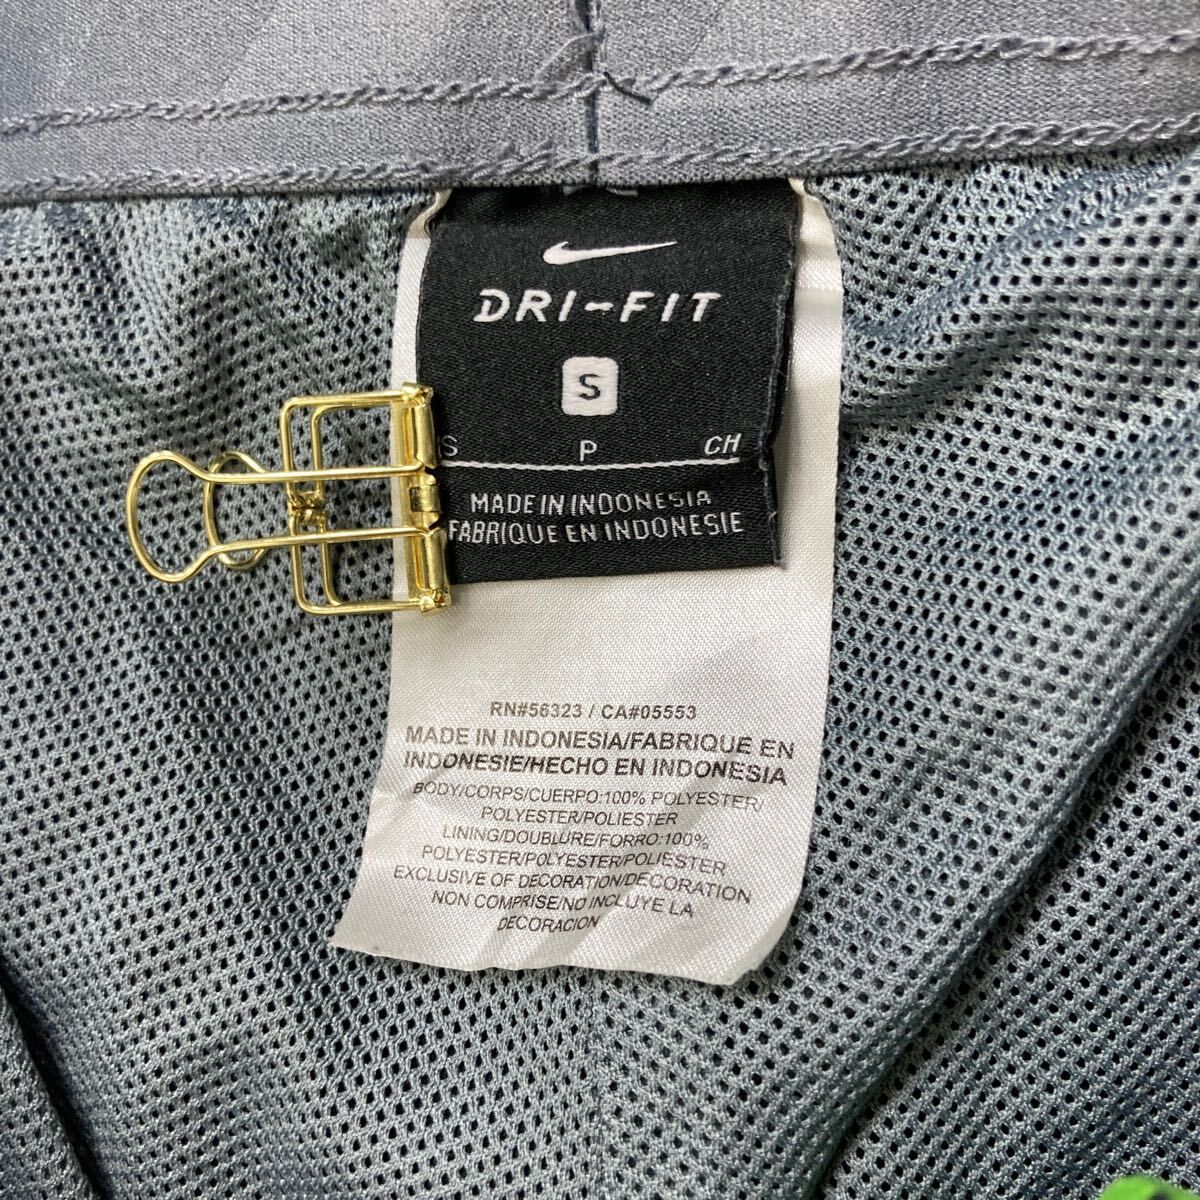 DRI-FIT
S
P CH
MADE IN INDONESIA
FABRIQUE EN INDONESIE
RN#56323 / CA#05553
MADE IN INDONESIA/FABRIQUE EN
INDONESIE/HECHO EN INDONESIA
BODY/CORPS/CUERPO:100% POLYESTER/
POLYESTER/POLIESTER
LINING/DOUBLURE/FORRO:100%
POLYESTER/POLYESTER/POLIESTER
EXCLUSIVE OF DECORATION/DECORATION
NON COMPRISE/NO INCLUYE LA
DECORACION